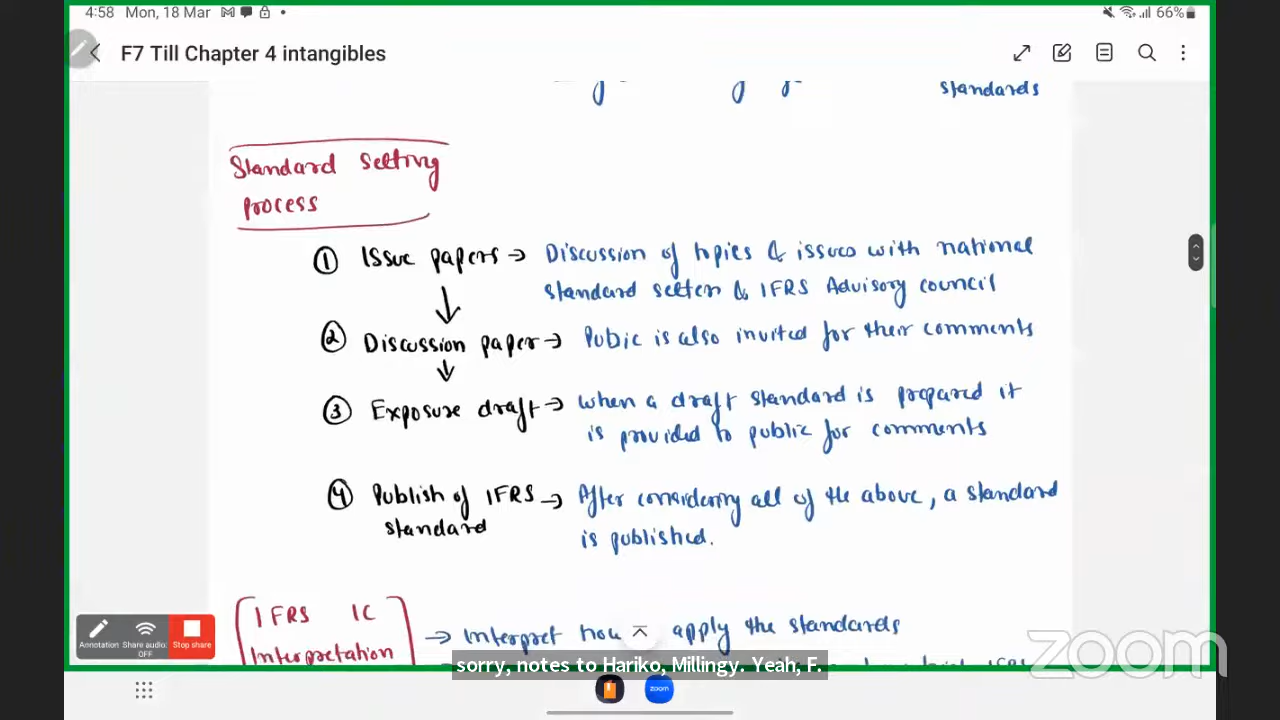 4:58 Mon, 18 Mar
66%
F7 Till Chapter 4 intangibles
standards
Standard Setting
Process
① Issue papers → Discussion of topics & issues with national
standard setters & IFRS Advisory council
② Discussion paper → Pubic is also invited for their comments
③ Exposure draft → when a draft standard is prepared it
is provided to public for comments
④ Publish of IFRS → After considering all of the above, a standard
standard
is published.
IFRS IC
Interpretation
→ Interpret how apply the standards
Annotation
Share audio:
OFF
Stop share
zoom
sorry, notes to Hariko, Millingy. Yeah, F.
zoom